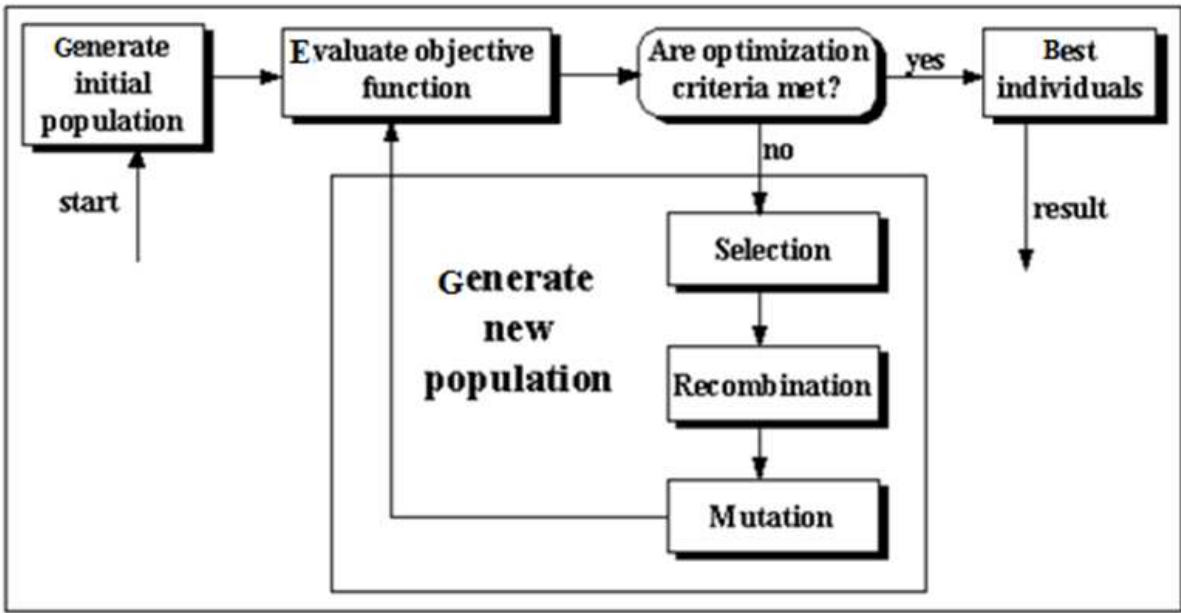 Generate
initial
population
Evaluate objective
function
Are optimization
criteria met?
yes
Best
individuals
start
no
result
Selection
Generate
new
population
Recombination
Mutation